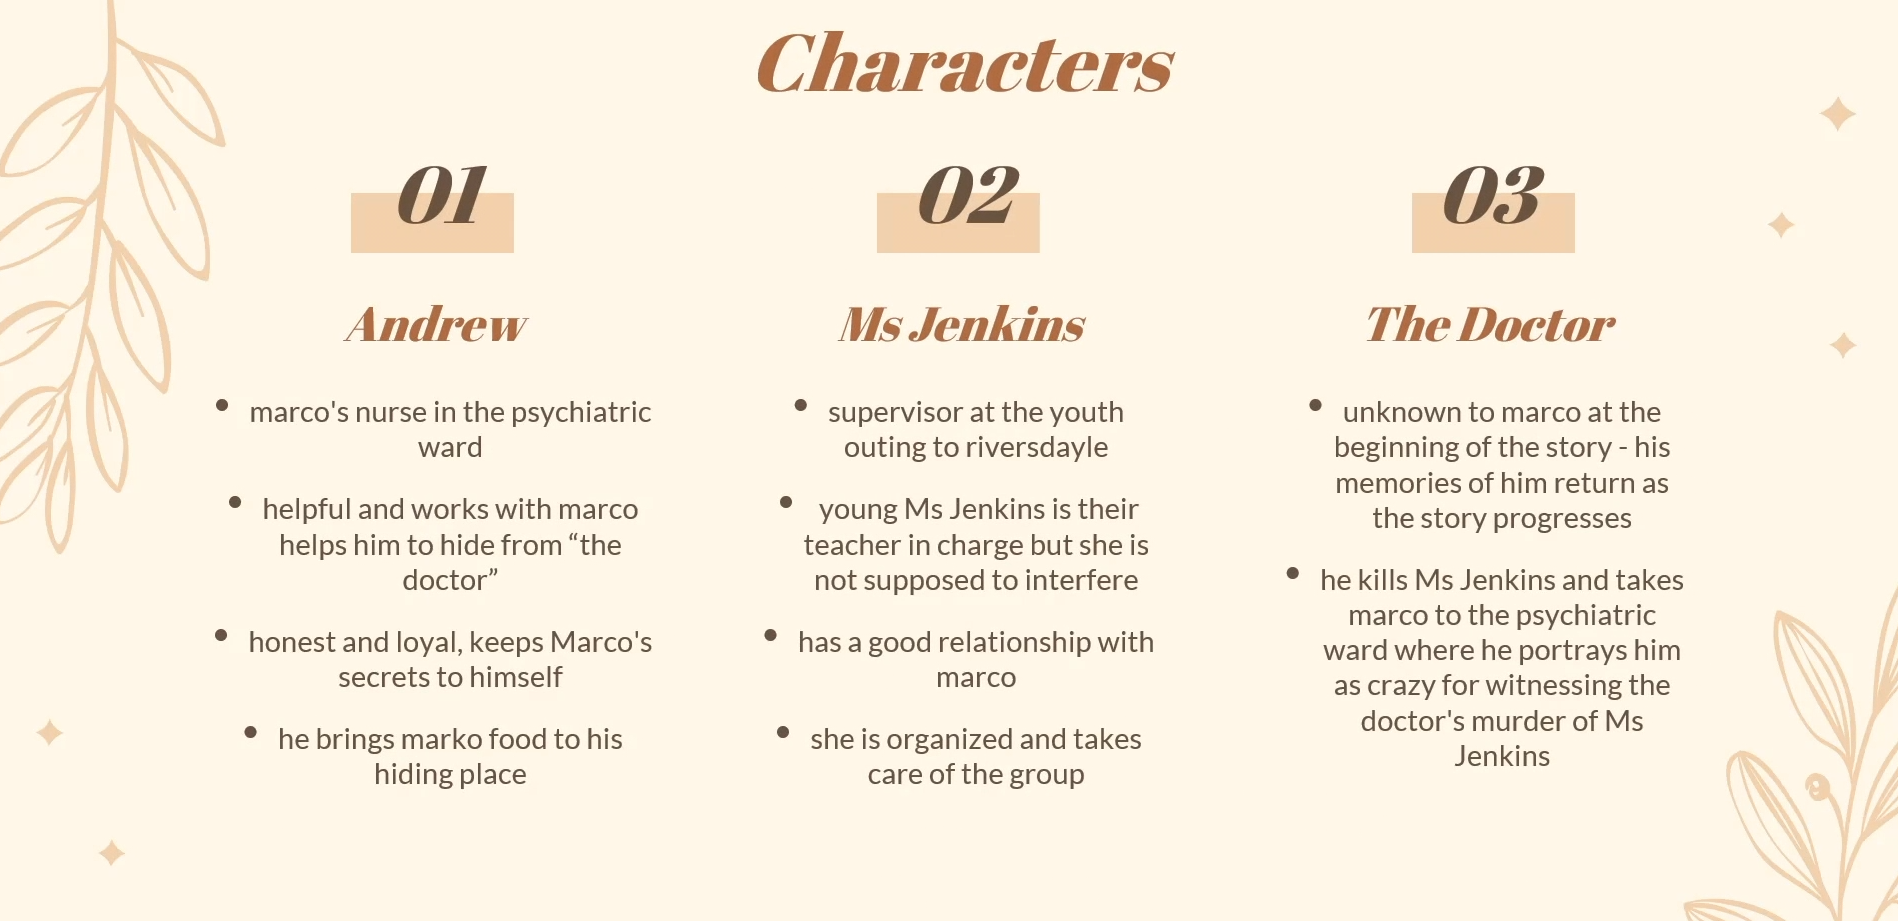 Characters
01
Andrew
• marco's nurse in the psychiatric
ward
• helpful and works with marco
helps him to hide from “the
doctor”
• honest and loyal, keeps Marco's
secrets to himself
• he brings marko food to his
hiding place
02
Ms Jenkins
• supervisor at the youth
outing to riversdayle
• young Ms Jenkins is their
teacher in charge but she is
not supposed to interfere
• has a good relationship with
marco
• she is organized and takes
care of the group
03
The Doctor
• unknown to marco at the
beginning of the story - his
memories of him return as
the story progresses
• he kills Ms Jenkins and takes
marco to the psychiatric
ward where he portrays him
as crazy for witnessing the
doctor's murder of Ms
Jenkins